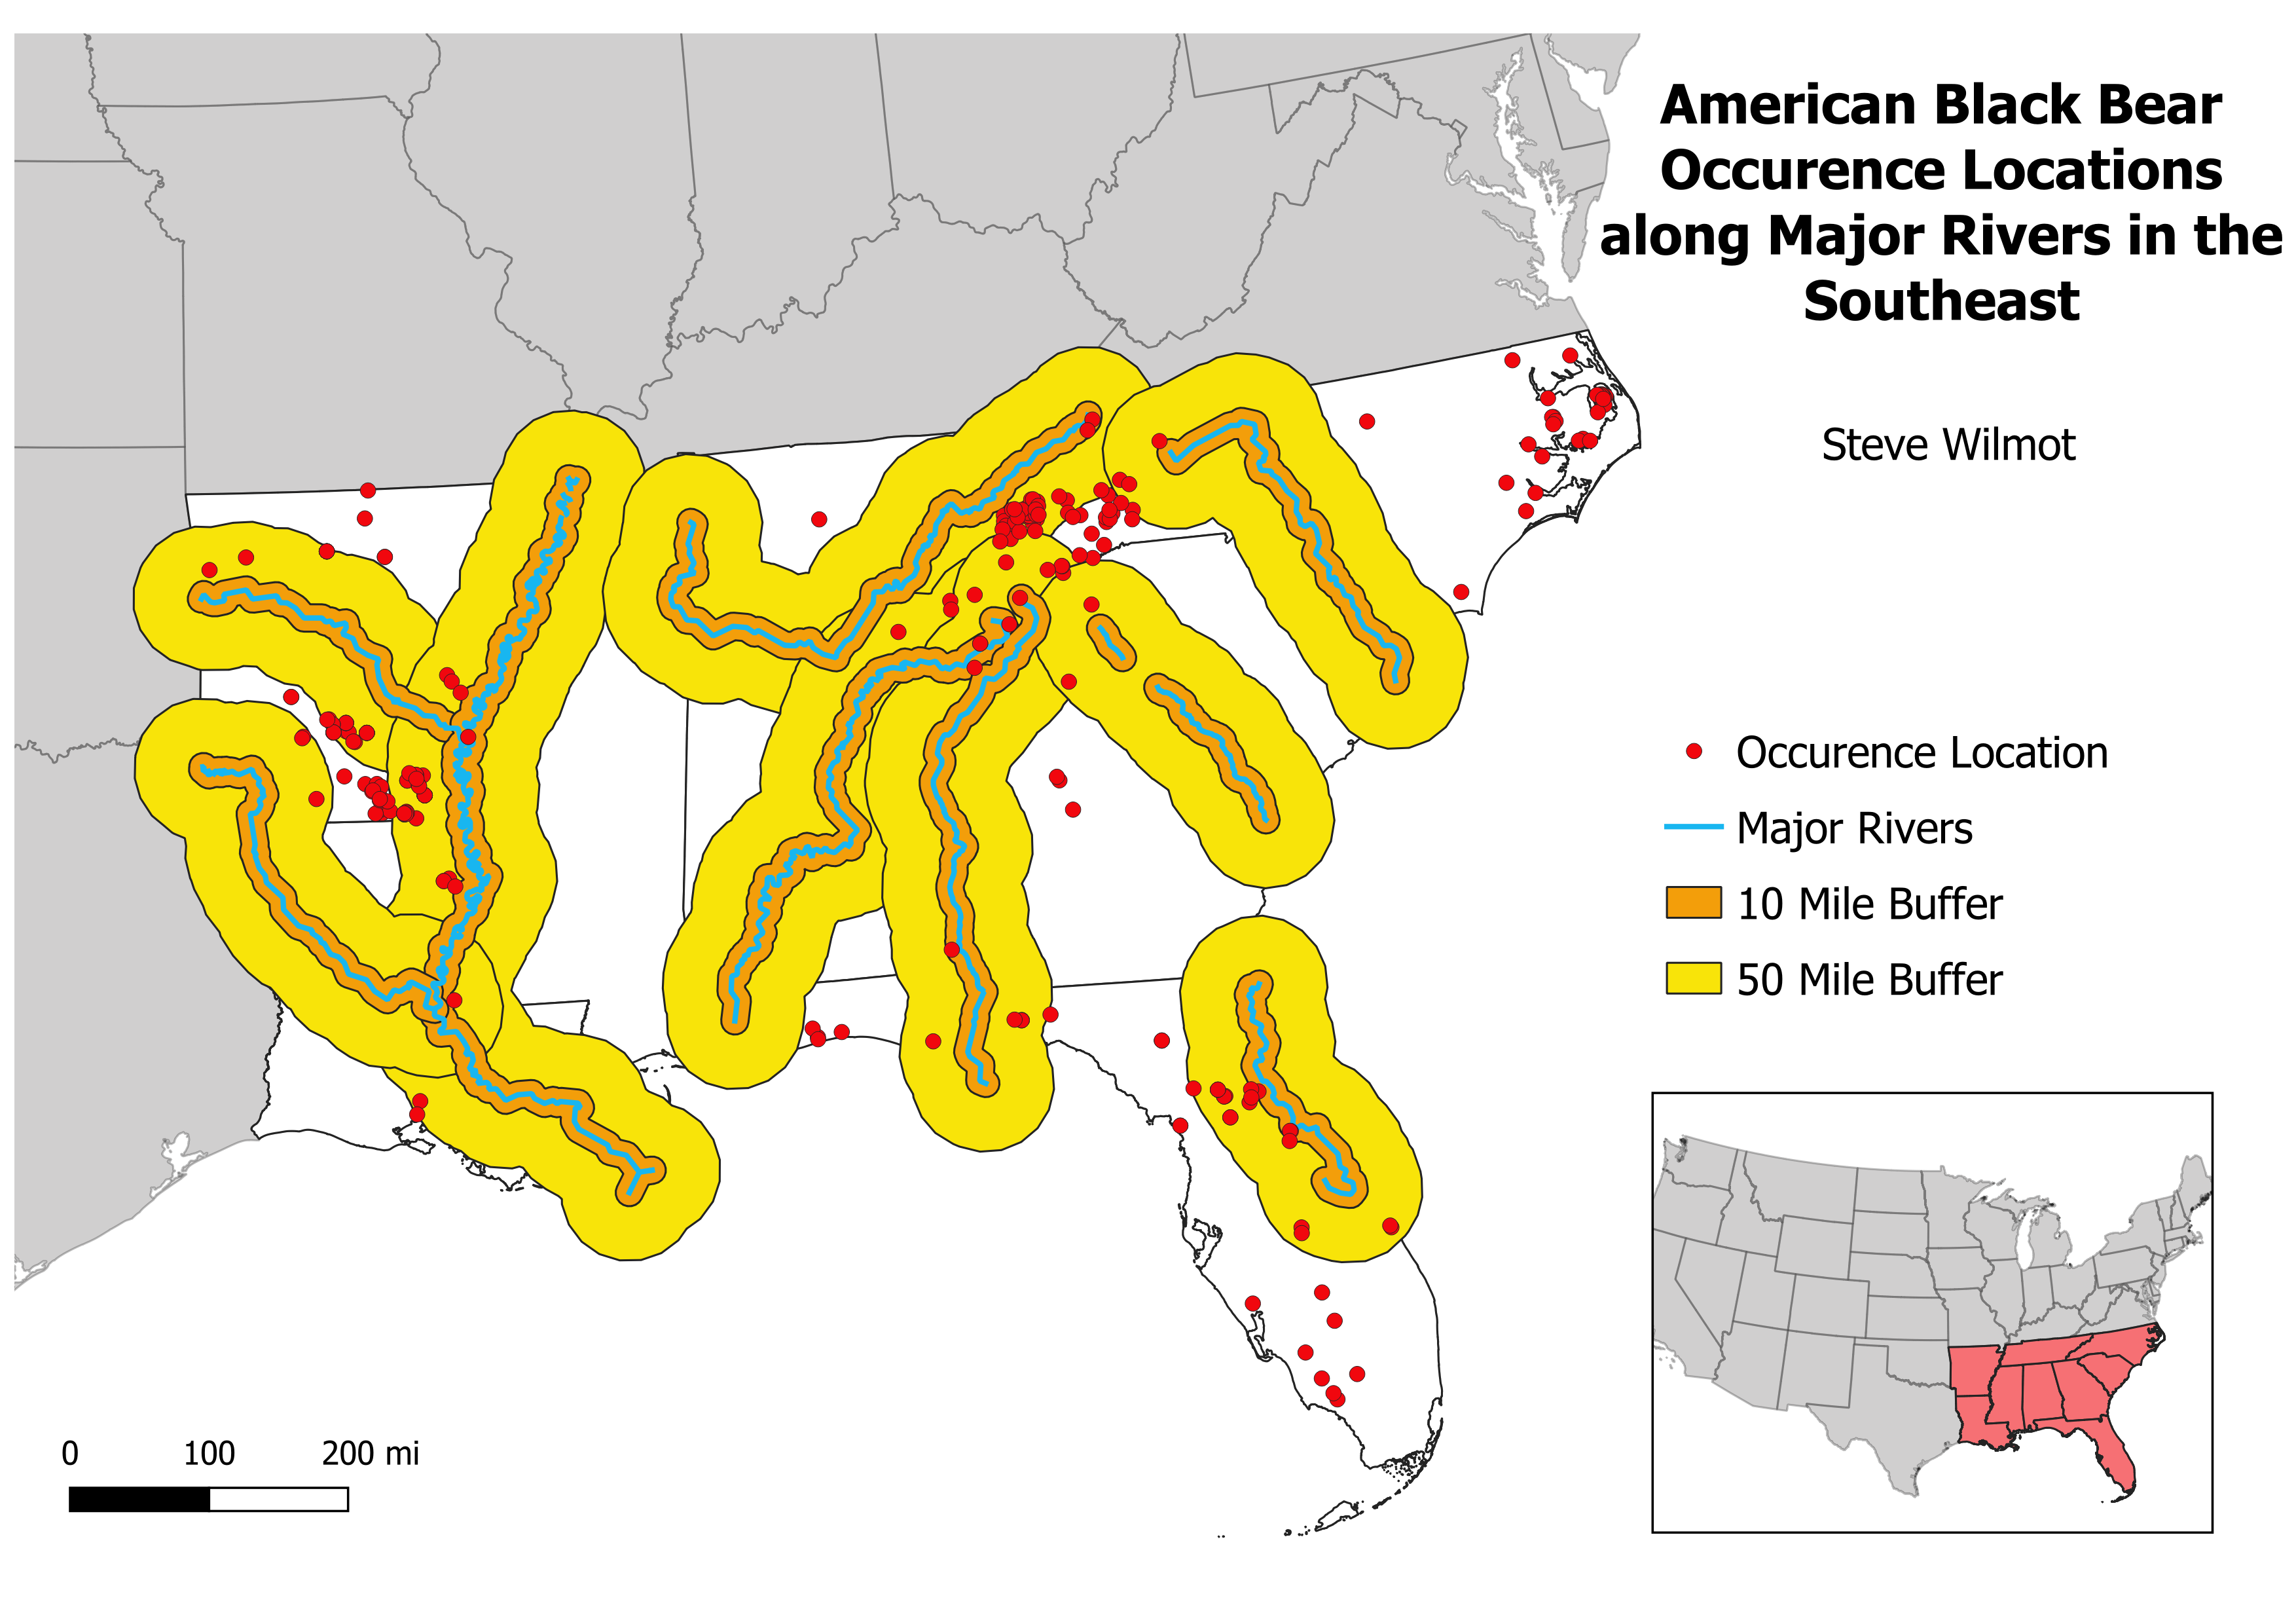 American Black Bear
Occurence Locations
along Major Rivers in the
Southeast
Steve Wilmot
Occurence Location
Major Rivers
10 Mile Buffer
50 Mile Buffer
0 100 200 mi